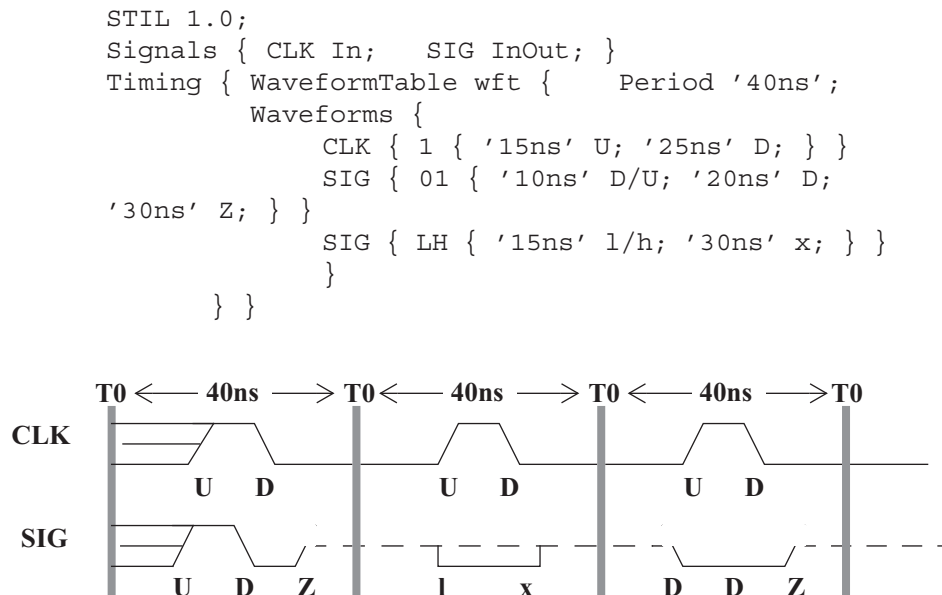 STIL 1.0;
Signals { CLK In;   SIG InOut; }
Timing { WaveformTable wft {    Period ’40ns’;
Waveforms {
CLK { 1 { ’15ns’ U; ’25ns’ D; } }
SIG { 01 { ’10ns’ D/U; ’20ns’ D;
’30ns’ Z; } }
SIG { LH { ’15ns’ l/h; ’30ns’ x; } }
}
} }
T0 40ns T0 40ns T0 40ns T0
CLK
U D U D U D
SIG
U D Z l x D D Z